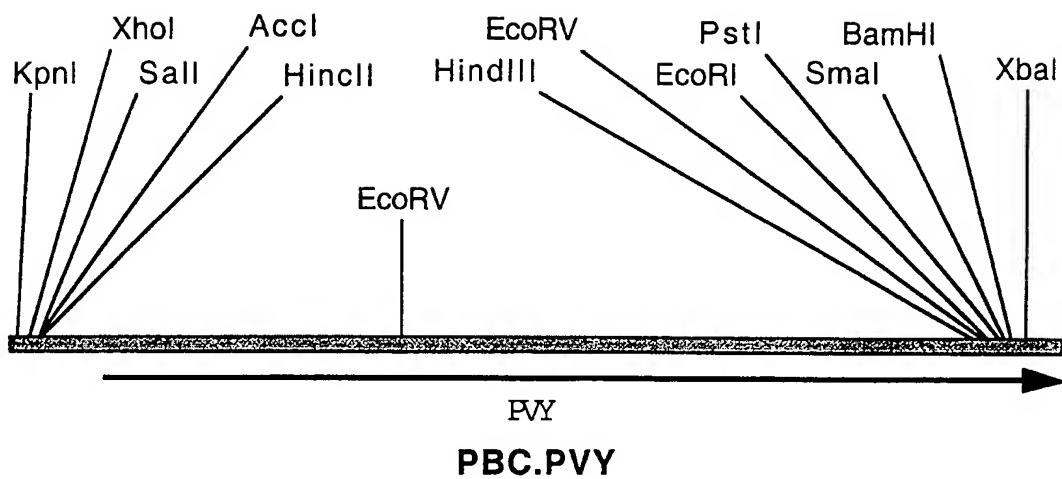 XhoI AccI EcoRV PstI BamHI
KpnI SalI HincII HindIII EcoRI SmaI XbaI
EcoRV
PVY
PBC.PVY